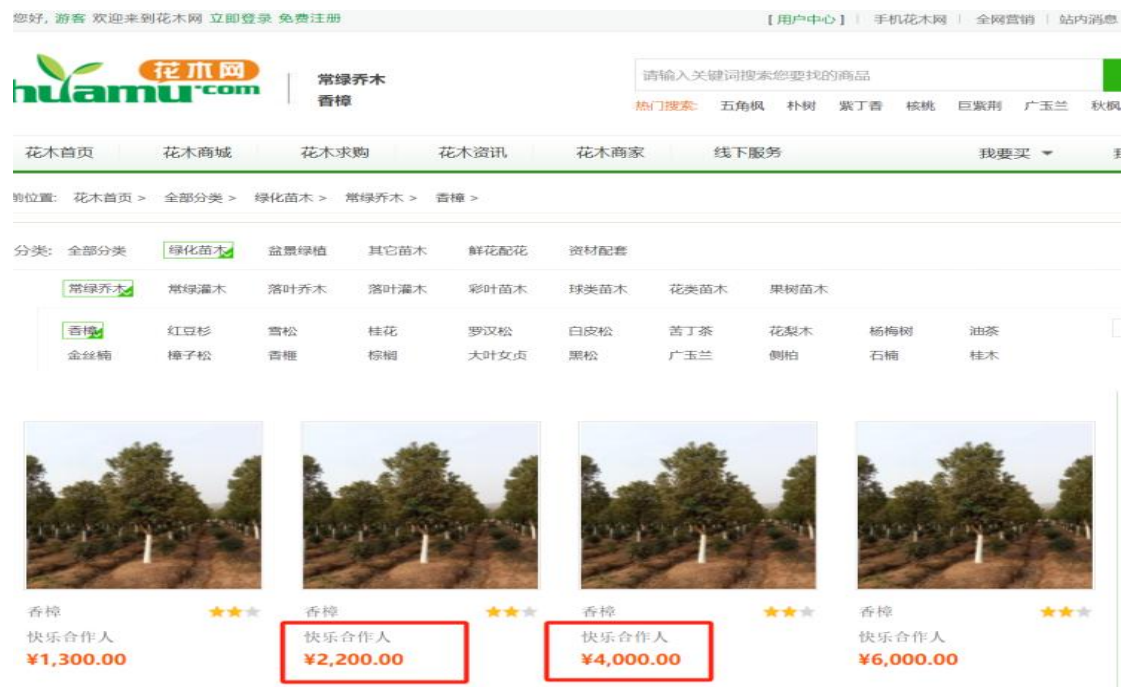 您好, 游客 欢迎来到花木网 立即登录 免费注册 [ 用户中心 ] 手机花木网 全网营销 站内消息
花木网
huamu.com
常绿乔木
香樟
请输入关键词搜索您要找的商品
热门搜索: 五角枫 朴树 紫丁香 核桃 巨紫荆 广玉兰 秋枫
花木首页 花木商城 花木求购 花木资讯 花木商家 线下服务 我要买
前位置: 花木首页 > 全部分类 > 绿化苗木 > 常绿乔木 > 香樟 >
分类: 全部分类 绿化苗木 盆景绿植 其它苗木 鲜花配花 资材配套
常绿乔木 常绿灌木 落叶乔木 落叶灌木 彩叶苗木 球类苗木 花类苗木 果树苗木
香樟 红豆杉 雪松 桂花 罗汉松 白皮松 苦丁茶 花梨木 杨梅树 油茶
金丝楠 樟子松 香榧 棕榈 大叶女贞 黑松 广玉兰 侧柏 石楠 桂木
香樟 香樟 香樟 香樟
快乐合作人 快乐合作人 快乐合作人 快乐合作人
¥1,300.00 ¥2,200.00 ¥4,000.00 ¥6,000.00